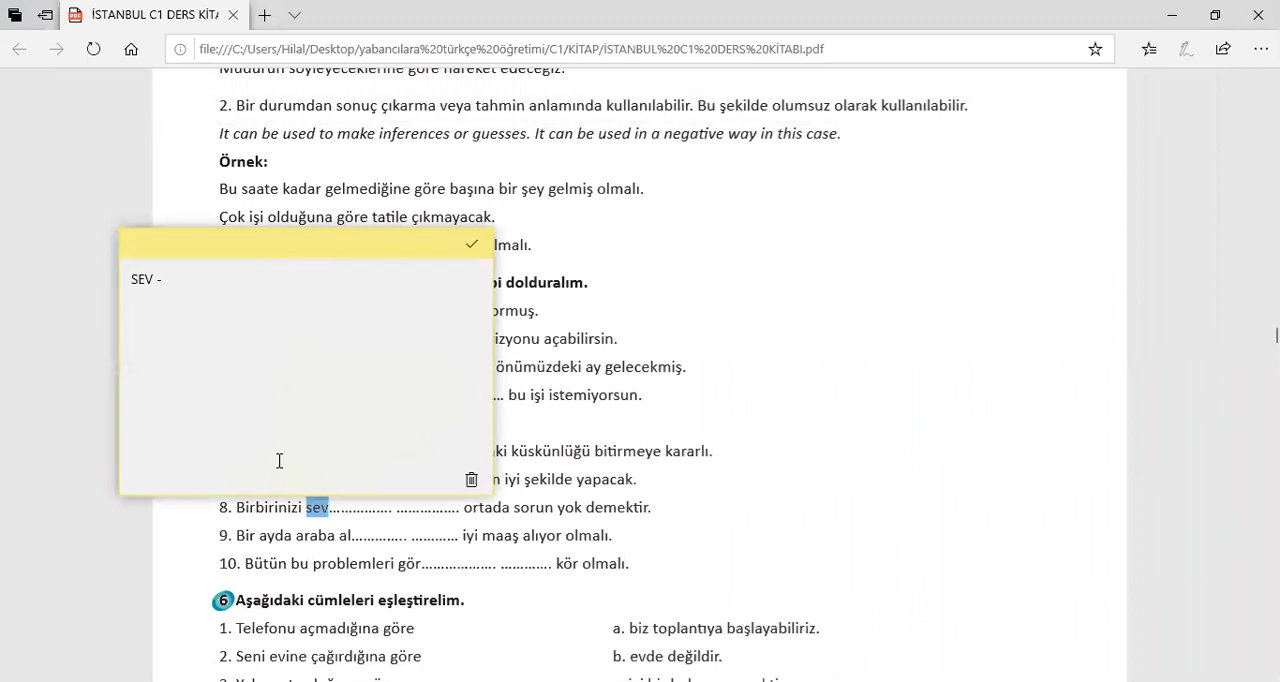 İSTANBUL C1 DERS KİTA
file:///C:/Users/Hilal/Desktop/yabancılara%20türkçe%20öğretimi/C1/KİTAP/İSTANBUL%20C1%20DERS%20KİTABI.pdf
Müdürün söyleyeceklerine göre hareket edeceğiz.
2. Bir durumdan sonuç çıkarma veya tahmin anlamında kullanılabilir. Bu şekilde olumsuz olarak kullanılabilir.
It can be used to make inferences or guesses. It can be used in a negative way in this case.
Örnek:
Bu saate kadar gelmediğine göre başına bir şey gelmiş olmalı.
Çok işi olduğuna göre tatile çıkmayacak.
lmalı.
SEV -
bi dolduralım.
ormuş.
izyonu açabilirsin.
önümüzdeki ay gelecekmiş.
... bu işi istemiyorsun.
ki küskünlüğü bitirmeye kararlı.
n iyi şekilde yapacak.
8. Birbirinizi sev.............. .............. ortada sorun yok demektir.
9. Bir ayda araba al............ ........... iyi maaş alıyor olmalı.
10. Bütün bu problemleri gör................. ............ kör olmalı.
6 Aşağıdaki cümleleri eşleştirelim.
1. Telefonu açmadığına göre
a. biz toplantıya başlayabiliriz.
2. Seni evine çağırdığına göre
b. evde değildir.